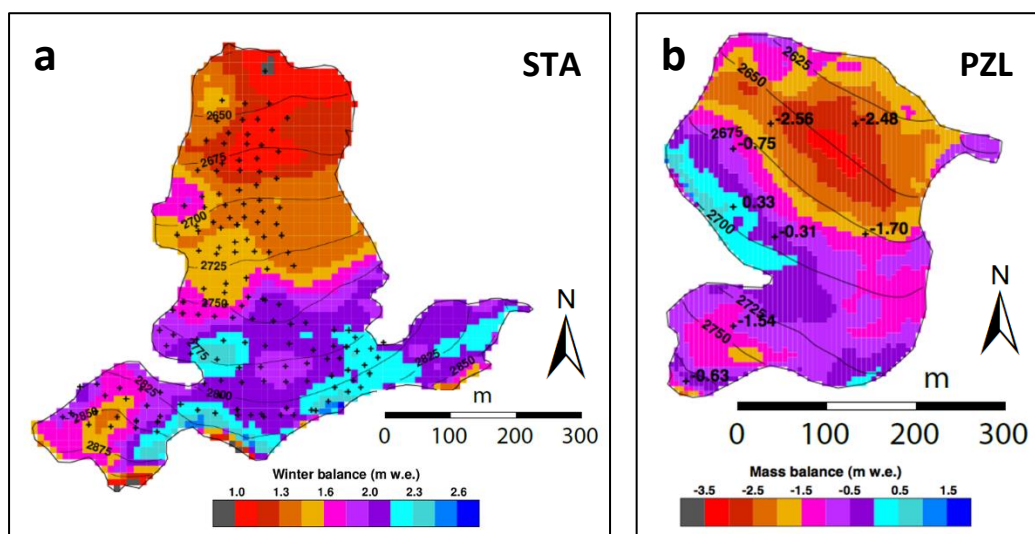 a STA
2650
2675
2700
2725
2750
2775
2800
2825
2650
2825
2850
2875
N
m
0 100 200 300
Winter balance (m w.e.)
1.0 1.3 1.6 2.0 2.3 2.6
b PZL
2625
2650
-2.56 -2.48
2675
-0.75
0.33
2700
-0.31 -1.70
2725
-1.54
2750
-0.63
N
m
0 100 200 300
Mass balance (m w.e.)
-3.5 -2.5 -1.5 -0.5 0.5 1.5